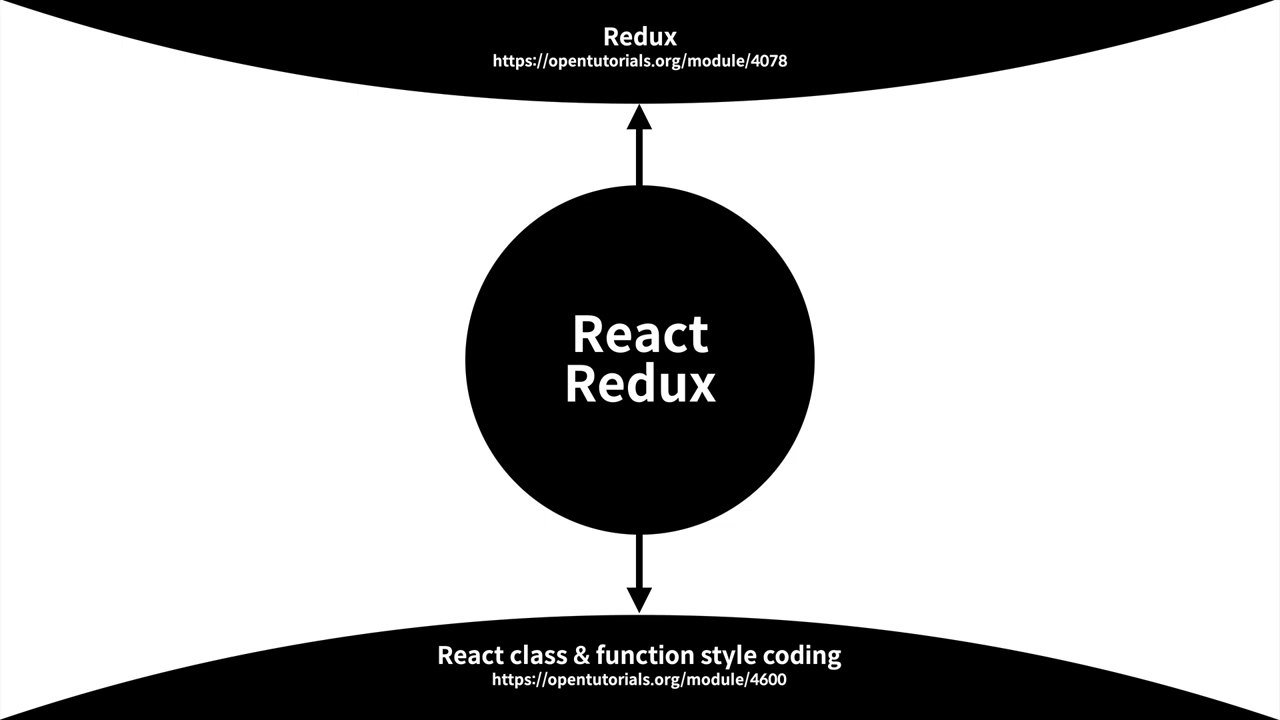 Redux
https://opentutorials.org/module/4078
React
Redux
React class & function style coding
https://opentutorials.org/module/4600